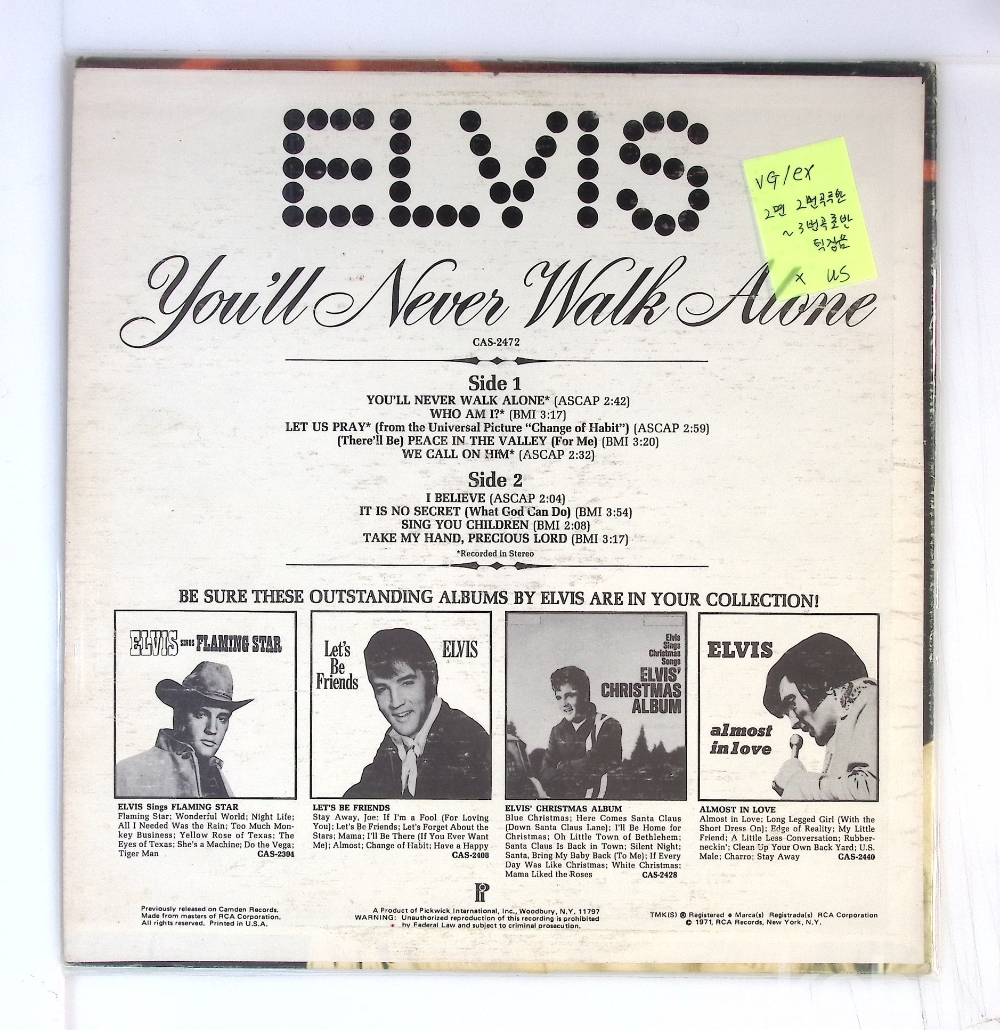 ELVIS
VG/EX
2면 2번곡후반
~ 3번곡초반
틱잡음
x US
You'll Never Walk Alone
CAS-2472
Side 1
YOU'LL NEVER WALK ALONE* (ASCAP 2:42)
WHO AM I?* (BMI 3:17)
LET US PRAY* (from the Universal Picture "Change of Habit") (ASCAP 2:59)
(There'll Be) PEACE IN THE VALLEY (For Me) (BMI 3:20)
WE CALL ON HIM* (ASCAP 2:32)
Side 2
I BELIEVE (ASCAP 2:04)
IT IS NO SECRET (What God Can Do) (BMI 3:54)
SING YOU CHILDREN (BMI 2:08)
TAKE MY HAND, PRECIOUS LORD (BMI 3:17)
*Recorded in Stereo
BE SURE THESE OUTSTANDING ALBUMS BY ELVIS ARE IN YOUR COLLECTION!
ELVIS SINGS FLAMING STAR
ELVIS Sings FLAMING STAR
Flaming Star; Wonderful World; Night Life;
All I Needed Was the Rain; Too Much Mon-
key Business; Yellow Rose of Texas; The
Eyes of Texas; She's a Machine; Do the Vega;
Tiger Man CAS-2304
Let's
Be
Friends
ELVIS
LET'S BE FRIENDS
Stay Away, Joe; If I'm a Fool (For Loving
You); Let's Be Friends; Let's Forget About the
Stars; Mama; I'll Be There (If You Ever Want
Me); Almost; Change of Habit; Have a Happy
CAS-2408
Elvis
Sings
Christmas
Songs
ELVIS'
CHRISTMAS
ALBUM
ELVIS' CHRISTMAS ALBUM
Blue Christmas; Here Comes Santa Claus
(Down Santa Claus Lane); I'll Be Home for
Christmas; Oh Little Town of Bethlehem;
Santa Claus Is Back in Town; Silent Night;
Santa, Bring My Baby Back (To Me); If Every
Day Was Like Christmas; White Christmas;
Mama Liked the Roses CAS-2428
ELVIS
almost
in love
ALMOST IN LOVE
Almost in Love; Long Legged Girl (With the
Short Dress On); Edge of Reality; My Little
Friend; A Little Less Conversation; Rubber-
neckin'; Clean Up Your Own Back Yard; U.S.
Male; Charro; Stay Away CAS-2440
Previously released on Camden Records.
Made from masters of RCA Corporation.
All rights reserved. Printed in U.S.A.
A Product of Pickwick International, Inc., Woodbury, N.Y. 11797
WARNING: Unauthorized reproduction of this recording is prohibited
by Federal Law and subject to criminal prosecution.
TMK(S) ® Registered • Marca(s) Registrada(s) RCA Corporation
© 1971, RCA Records, New York, N.Y.